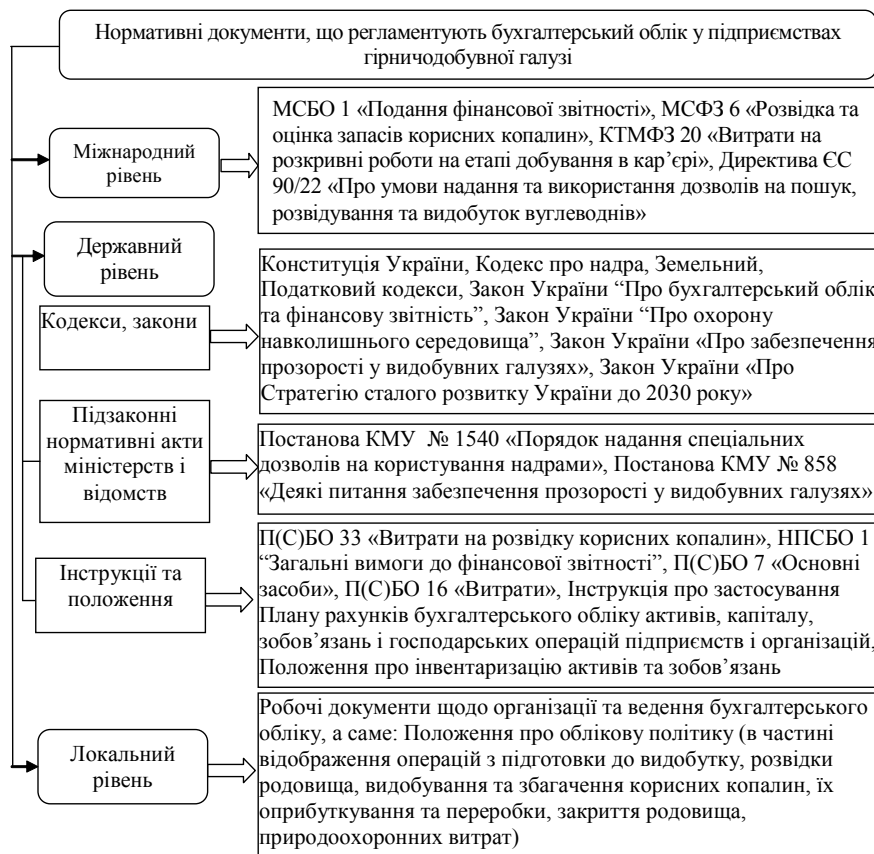 Нормативні документи, що регламентують бухгалтерський облік у підприємствах
гірничодобувної галузі
Міжнародний
рівень
МСБО 1 «Подання фінансової звітності», МСФЗ 6 «Розвідка та
оцінка запасів корисних копалин», КТМФЗ 20 «Витрати на
розкривні роботи на етапі добування в кар’єрі», Директива ЄС
90/22 «Про умови надання та використання дозволів на пошук,
розвідування та видобуток вуглеводнів»
Державний
рівень
Кодекси, закони
Конституція України, Кодекс про надра, Земельний,
Податковий кодекси, Закон України “Про бухгалтерський облік
та фінансову звітність”, Закон України “Про охорону
навколишнього середовища”, Закон України «Про забезпечення
прозорості у видобувних галузях», Закон України «Про
Стратегію сталого розвитку України до 2030 року»
Підзаконні
нормативні акти
міністерств і
відомств
Постанова КМУ № 1540 «Порядок надання спеціальних
дозволів на користування надрами», Постанова КМУ № 858
«Деякі питання забезпечення прозорості у видобувних галузях»
Інструкції та
положення
П(С)БО 33 «Витрати на розвідку корисних копалин», НПСБО 1
“Загальні вимоги до фінансової звітності”, П(С)БО 7 «Основні
засоби», П(С)БО 16 «Витрати», Інструкція про застосування
Плану рахунків бухгалтерського обліку активів, капіталу,
зобов’язань і господарських операцій підприємств і організацій,
Положення про інвентаризацію активів та зобов’язань
Локальний
рівень
Робочі документи щодо організації та ведення бухгалтерського
обліку, а саме: Положення про облікову політику (в частині
відображення операцій з підготовки до видобутку, розвідки
родовища, видобування та збагачення корисних копалин, їх
оприбуткування та переробки, закриття родовища,
природоохоронних витрат)